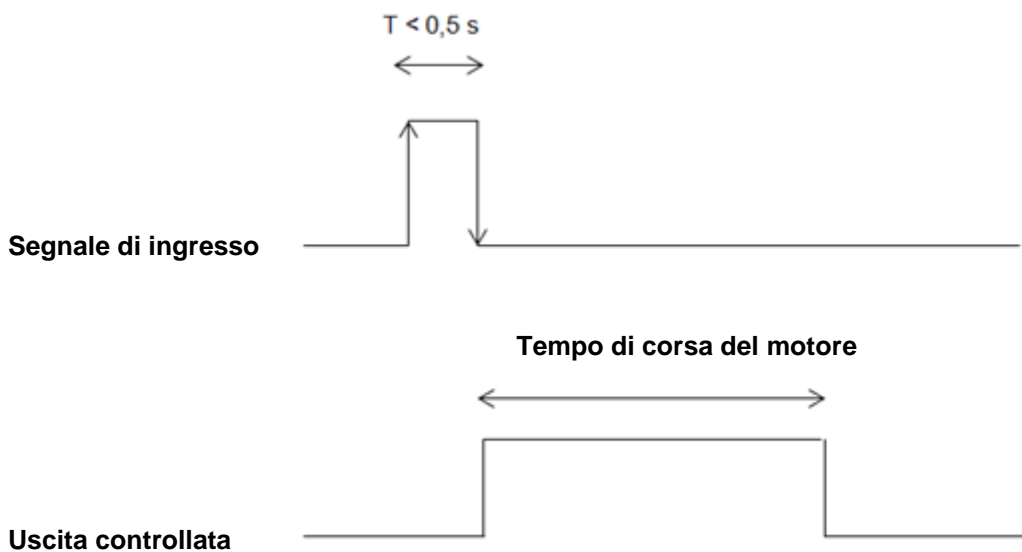 T < 0,5 s
Segnale di ingresso
Tempo di corsa del motore
Uscita controllata